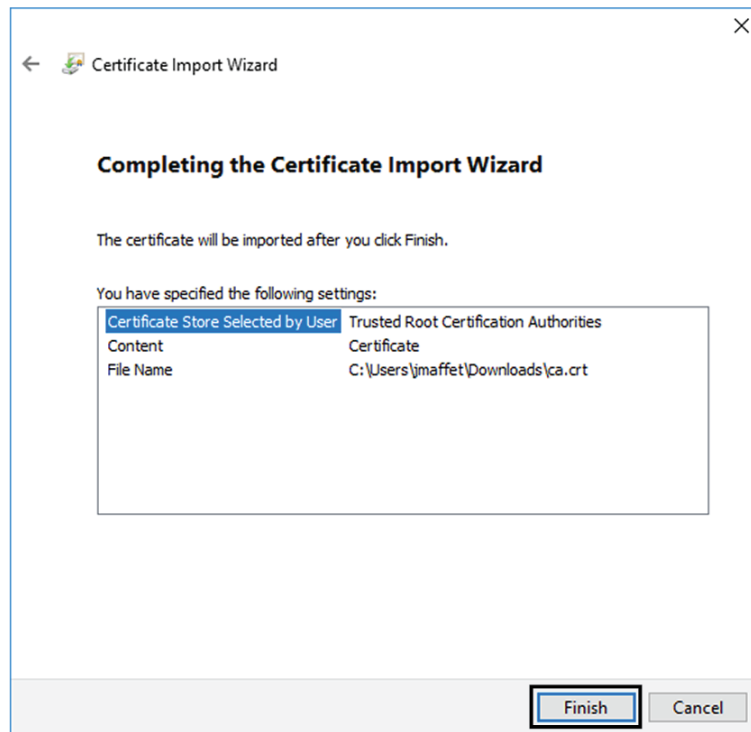 Certificate Import Wizard
Completing the Certificate Import Wizard
The certificate will be imported after you click Finish.
You have specified the following settings:
Certificate Store Selected by User Trusted Root Certification Authorities
Content Certificate
File Name C:\Users\jmaffet\Downloads\ca.crt
Finish Cancel